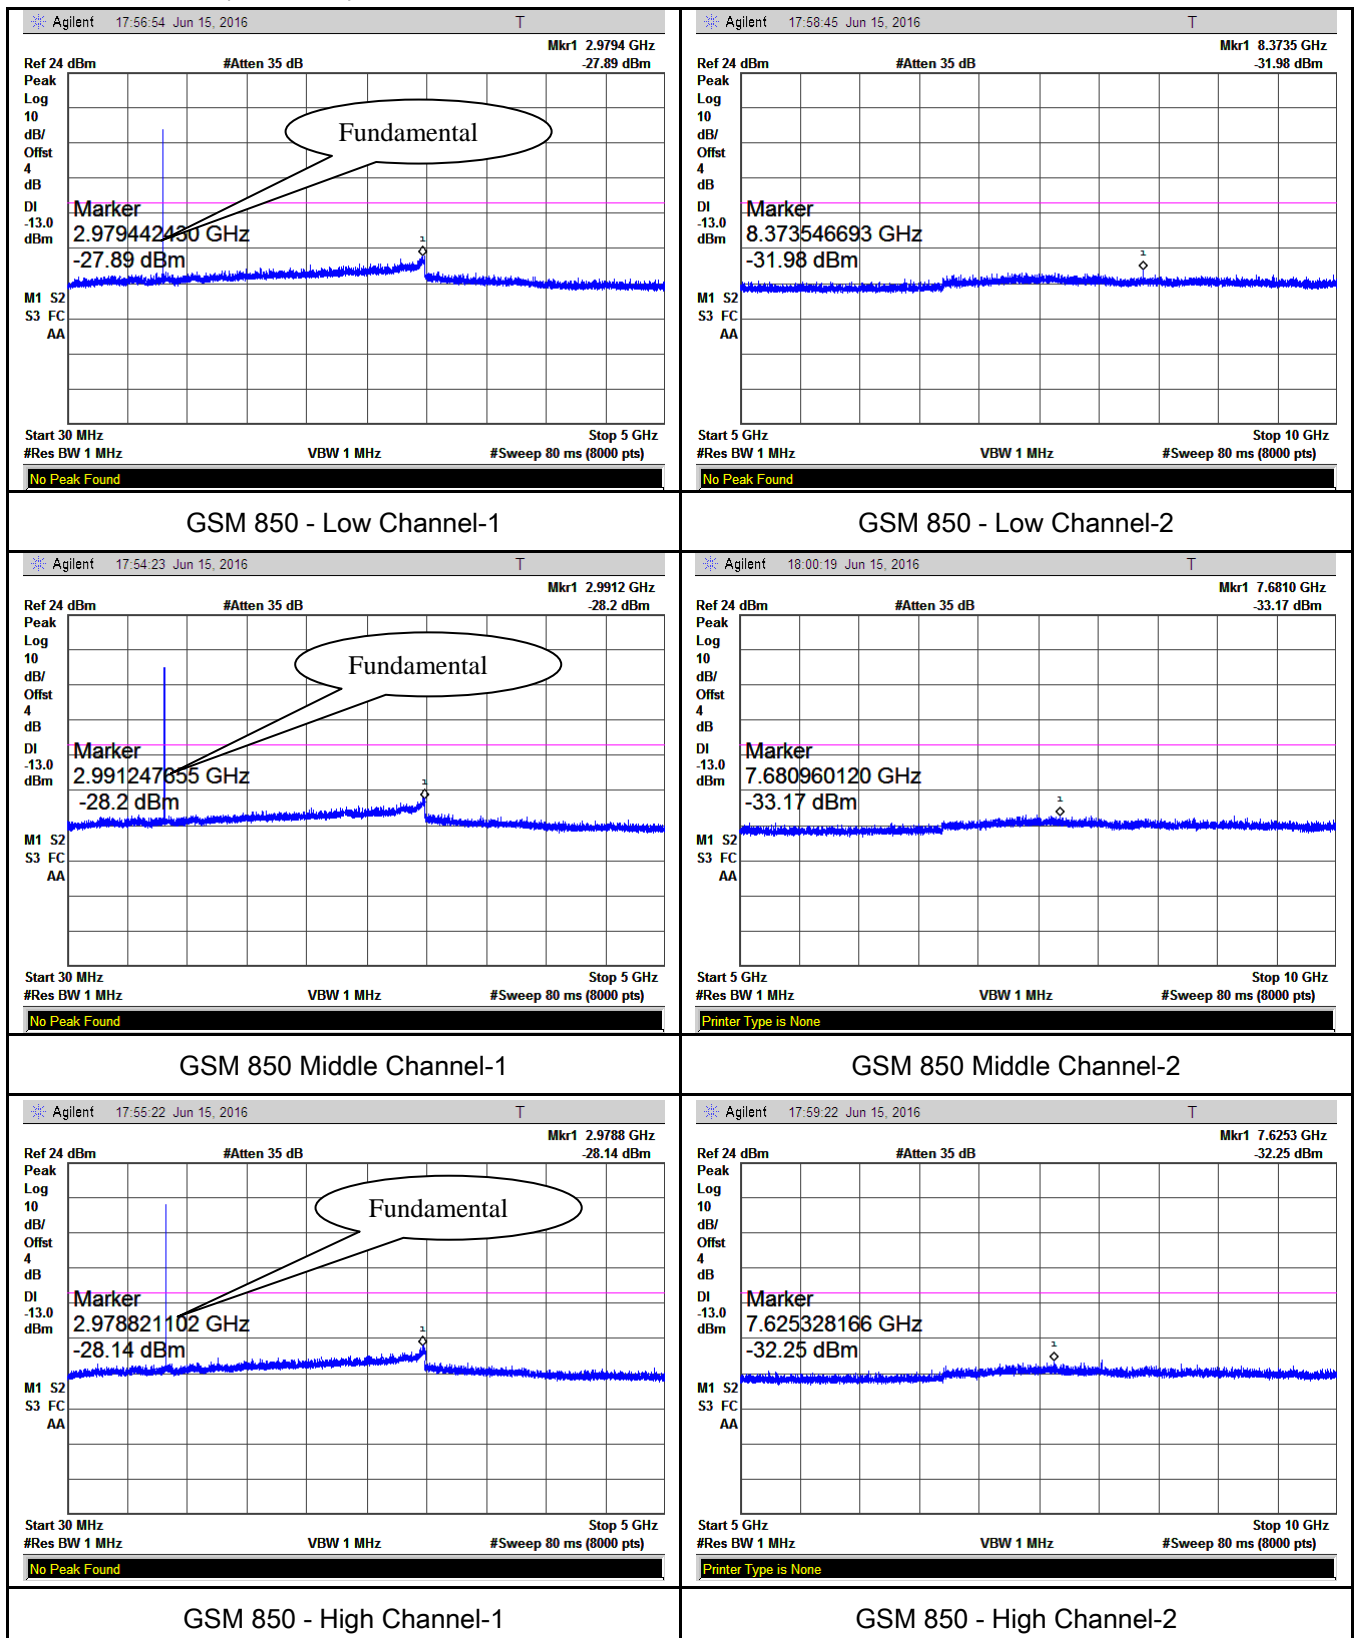 Agilent 17:56:54 Jun 15, 2016 T
Mkr1 2.9794 GHz
Ref 24 dBm #Atten 35 dB -27.89 dBm
Peak
Log
10
dB/
Offst
4
dB
DI
-13.0
dBm
Fundamental
Marker
2.979442430 GHz
-27.89 dBm
1
M1 S2
S3 FC
AA
Start 30 MHz Stop 5 GHz
#Res BW 1 MHz VBW 1 MHz #Sweep 80 ms (8000 pts)
No Peak Found
GSM 850 - Low Channel-1
Agilent 17:58:45 Jun 15, 2016 T
Mkr1 8.3735 GHz
Ref 24 dBm #Atten 35 dB -31.98 dBm
Peak
Log
10
dB/
Offst
4
dB
DI
-13.0
dBm
Marker
8.373546693 GHz
-31.98 dBm
1
M1 S2
S3 FC
AA
Start 5 GHz Stop 10 GHz
#Res BW 1 MHz VBW 1 MHz #Sweep 80 ms (8000 pts)
No Peak Found
GSM 850 - Low Channel-2
Agilent 17:54:23 Jun 15, 2016 T
Mkr1 2.9912 GHz
Ref 24 dBm #Atten 35 dB -28.2 dBm
Peak
Log
10
dB/
Offst
4
dB
DI
-13.0
dBm
Fundamental
Marker
2.991247655 GHz
-28.2 dBm
1
M1 S2
S3 FC
AA
Start 30 MHz Stop 5 GHz
#Res BW 1 MHz VBW 1 MHz #Sweep 80 ms (8000 pts)
No Peak Found
GSM 850 Middle Channel-1
Agilent 18:00:19 Jun 15, 2016 T
Mkr1 7.6810 GHz
Ref 24 dBm #Atten 35 dB -33.17 dBm
Peak
Log
10
dB/
Offst
4
dB
DI
-13.0
dBm
Marker
7.680960120 GHz
-33.17 dBm
1
M1 S2
S3 FC
AA
Start 5 GHz Stop 10 GHz
#Res BW 1 MHz VBW 1 MHz #Sweep 80 ms (8000 pts)
Printer Type is None
GSM 850 Middle Channel-2
Agilent 17:55:22 Jun 15, 2016 T
Mkr1 2.9788 GHz
Ref 24 dBm #Atten 35 dB -28.14 dBm
Peak
Log
10
dB/
Offst
4
dB
DI
-13.0
dBm
Fundamental
Marker
2.978821102 GHz
-28.14 dBm
1
M1 S2
S3 FC
AA
Start 30 MHz Stop 5 GHz
#Res BW 1 MHz VBW 1 MHz #Sweep 80 ms (8000 pts)
No Peak Found
GSM 850 - High Channel-1
Agilent 17:59:22 Jun 15, 2016 T
Mkr1 7.6253 GHz
Ref 24 dBm #Atten 35 dB -32.25 dBm
Peak
Log
10
dB/
Offst
4
dB
DI
-13.0
dBm
Marker
7.625328166 GHz
-32.25 dBm
1
M1 S2
S3 FC
AA
Start 5 GHz Stop 10 GHz
#Res BW 1 MHz VBW 1 MHz #Sweep 80 ms (8000 pts)
Printer Type is None
GSM 850 - High Channel-2